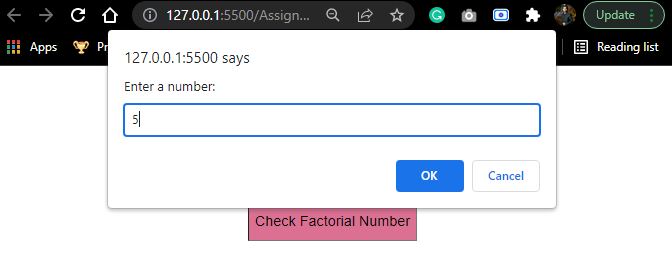 127.0.0.1:5500/Assign...
Update
Apps
Reading list
127.0.0.1:5500 says
Enter a number:
5
OK
Cancel
Check Factorial Number